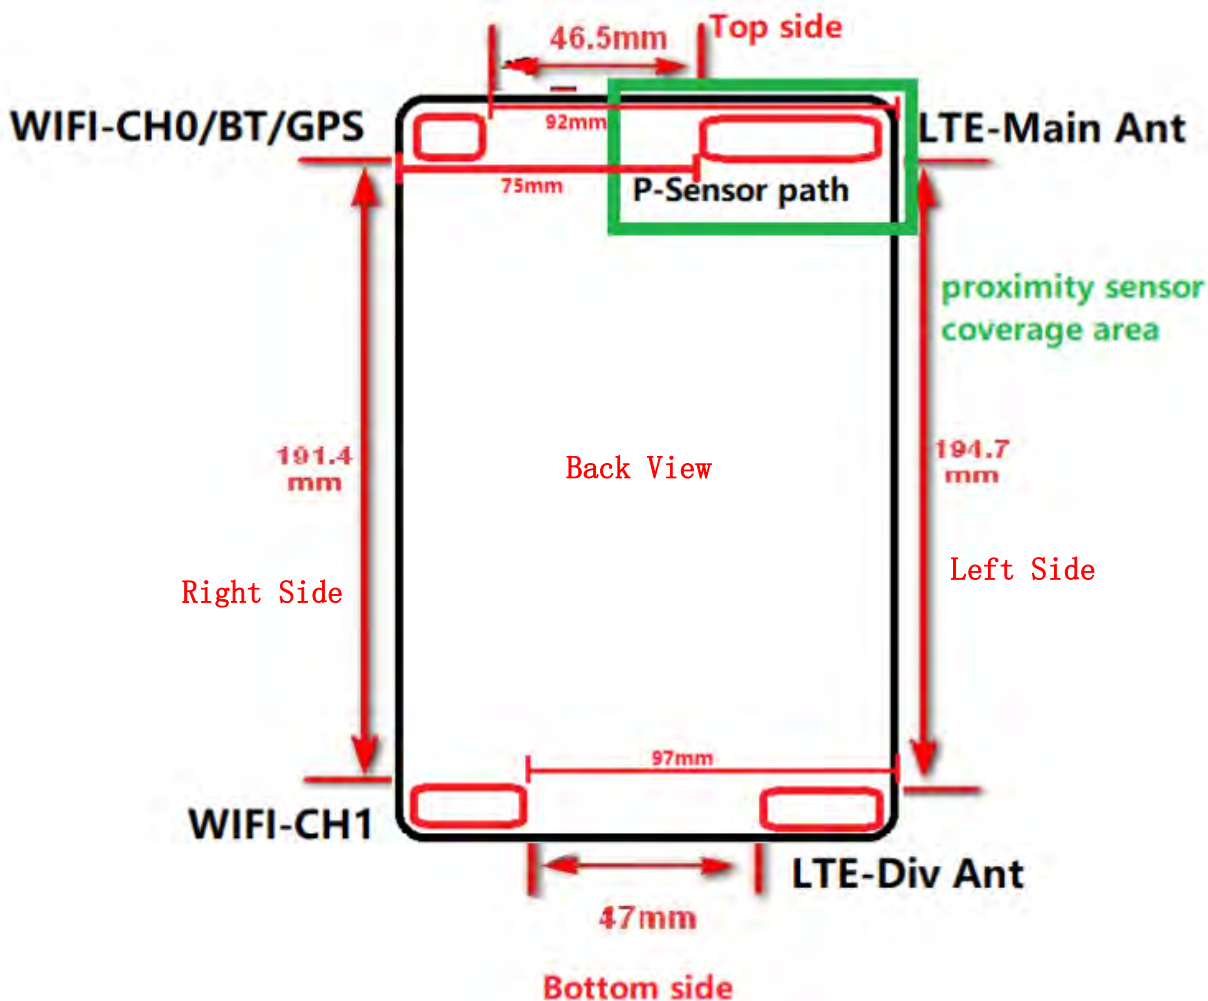 Top side
46.5mm
WIFI-CH0/BT/GPS
92mm
LTE-Main Ant
75mm
P-Sensor path
proximity sensor
coverage area
191.4
mm
Back View
194.7
mm
Right Side
Left Side
97mm
WIFI-CH1
LTE-Div Ant
47mm
Bottom side